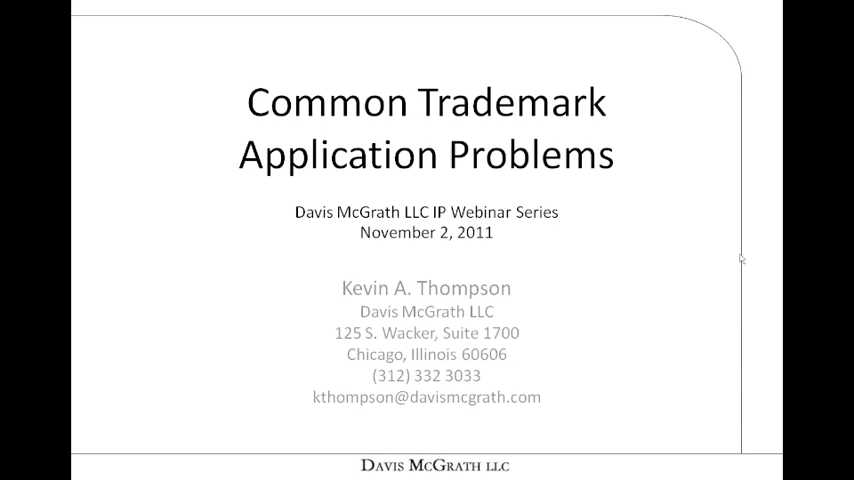 Common Trademark
Application Problems
Davis McGrath LLC IP Webinar Series
November 2, 2011
Kevin A. Thompson
Davis McGrath LLC
125 S. Wacker, Suite 1700
Chicago, Illinois 60606
(312) 332 3033
kthompson@davismcgrath.com
DAVIS MCGRATH LLC